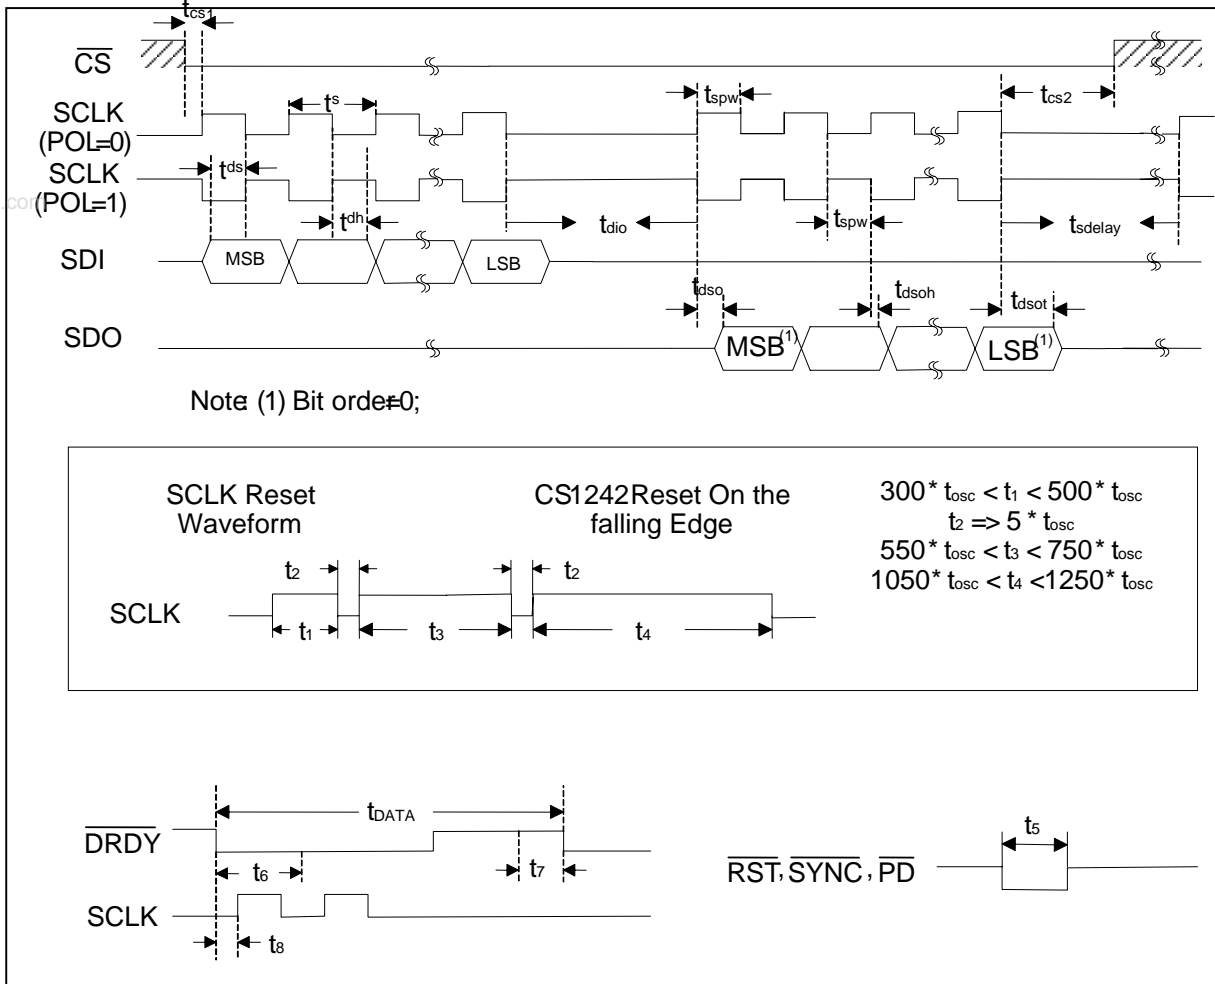 tcs1
CS
SCLK
(POL=0)
ts
tspw
tcs2
SCLK
(POL=1)
tds
tdh
tdio
tspw
tsdelay
.com
SDI
MSB
LSB
tdso
tdsoh
tdsot
SDO
MSB(1)
LSB(1)
Note: (1) Bit order=0;
SCLK Reset
Waveform
CS1242Reset On the
falling Edge
300* tosc < t1 < 500* tosc
t2 => 5 * tosc
550* tosc < t3 < 750* tosc
1050* tosc < t4 <1250* tosc
t2
t2
SCLK
t1
t3
t4
tDATA
DRDY
t6
t7
SCLK
t8
t5
RST, SYNC, PD